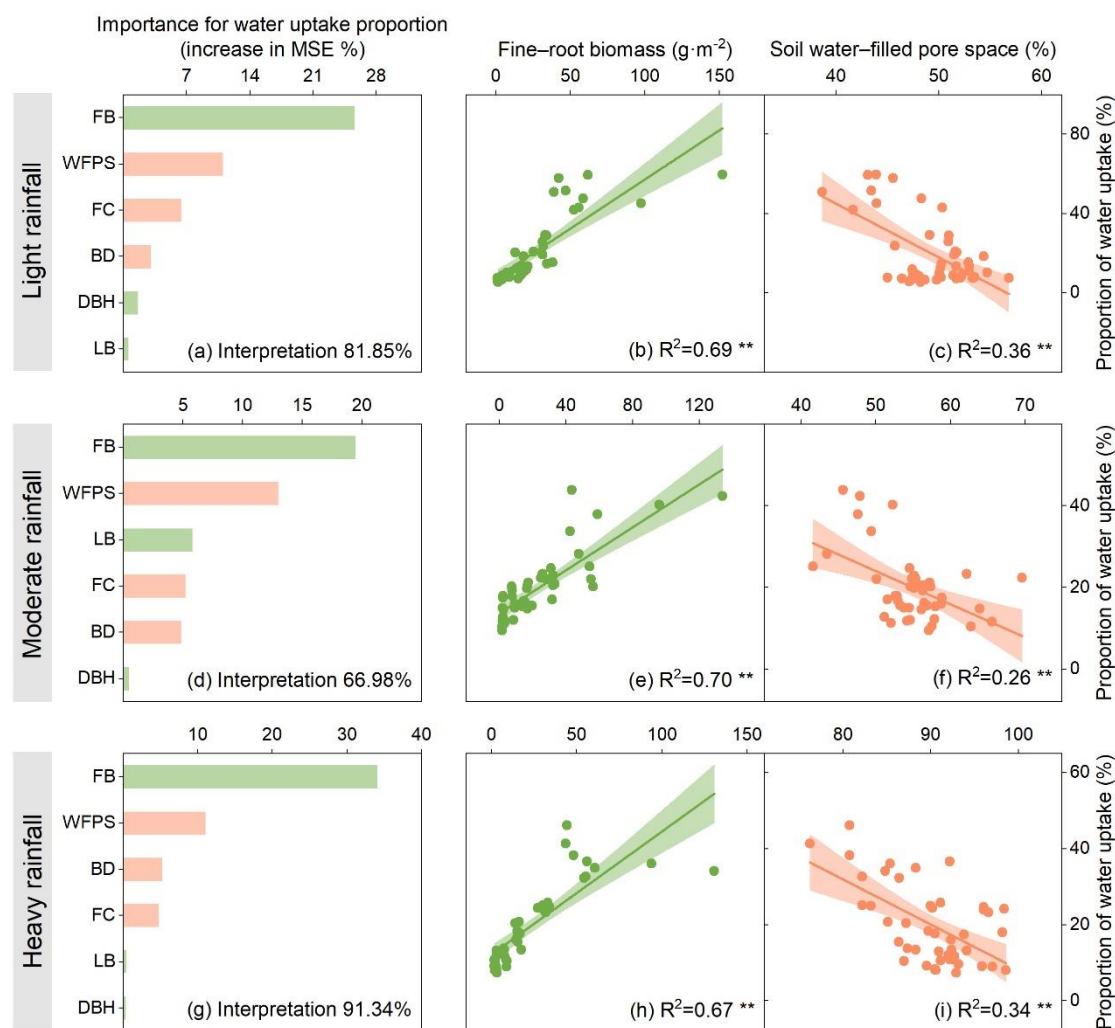 Importance for water uptake proportion
(increase in MSE %)
Fine–root biomass (g·m⁻²)
Soil water–filled pore space (%)
7 14 21 28
0 50 100 150
40 50 60
Light rainfall
FB
WFPS
FC
BD
DBH
LB
(a) Interpretation 81.85%
(b) R²=0.69 **
(c) R²=0.36 **
80
40
0
Proportion of water uptake (%)
5 10 15 20
0 40 80 120
40 50 60 70
Moderate rainfall
FB
WFPS
LB
FC
BD
DBH
(d) Interpretation 66.98%
(e) R²=0.70 **
(f) R²=0.26 **
40
20
0
Proportion of water uptake (%)
10 20 30 40
0 50 100 150
80 90 100
Heavy rainfall
FB
WFPS
BD
FC
LB
DBH
(g) Interpretation 91.34%
(h) R²=0.67 **
(i) R²=0.34 **
60
40
20
0
Proportion of water uptake (%)